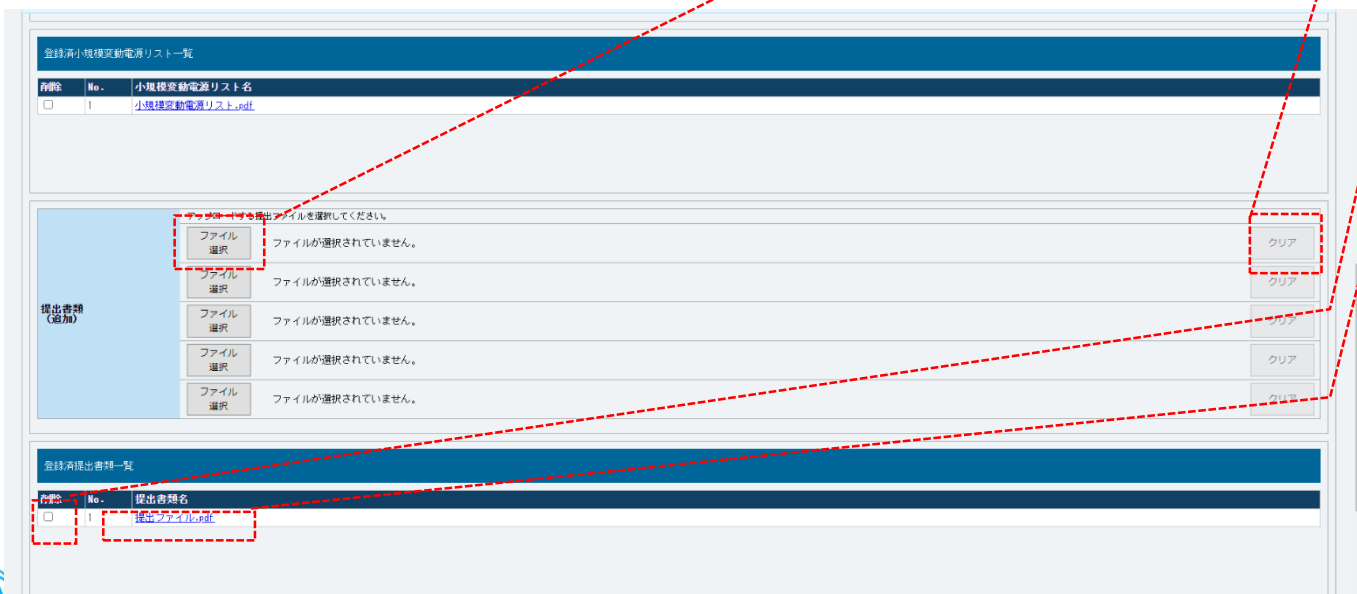 登録済小規模変動電源リスト一覧
削除 No. 小規模変動電源リスト名
1 小規模変動電源リスト.pdf
アップロードする提出ファイルを選択してください。
ファイル
選択
ファイルが選択されていません。
クリア
ファイル
選択
ファイルが選択されていません。
クリア
提出書類
(追加)
ファイル
選択
ファイルが選択されていません。
クリア
ファイル
選択
ファイルが選択されていません。
クリア
ファイル
選択
ファイルが選択されていません。
クリア
登録済提出書類一覧
削除 No. 提出書類名
1 提出ファイル.pdf